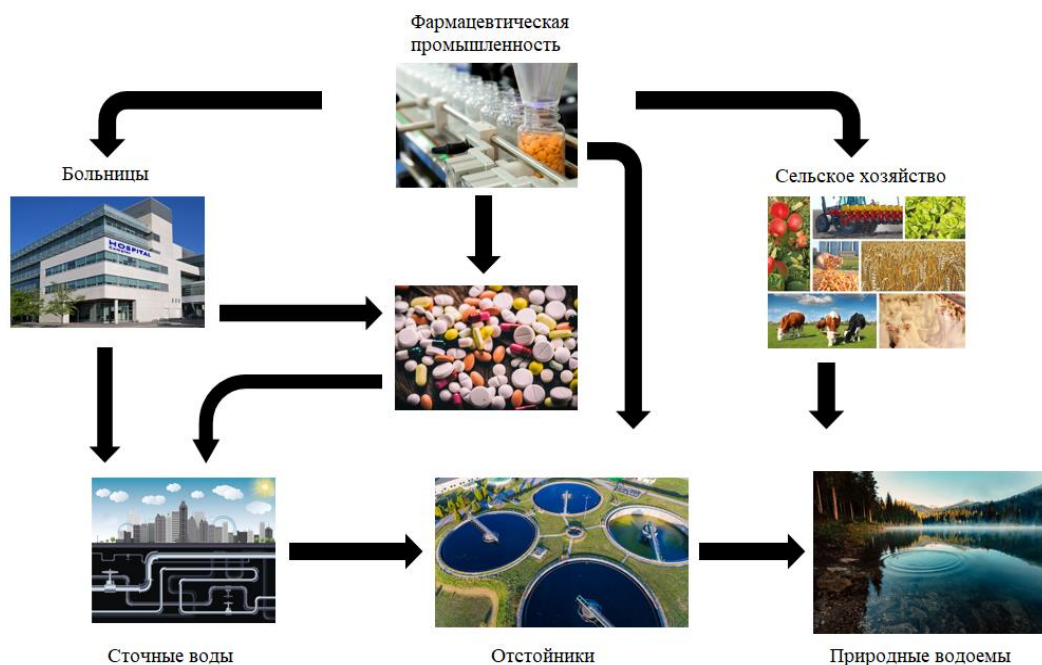 Фармацевтическая
промышленность
Больницы
Сельское хозяйство
HOSPITAL
Сточные воды
Отстойники
Природные водоемы